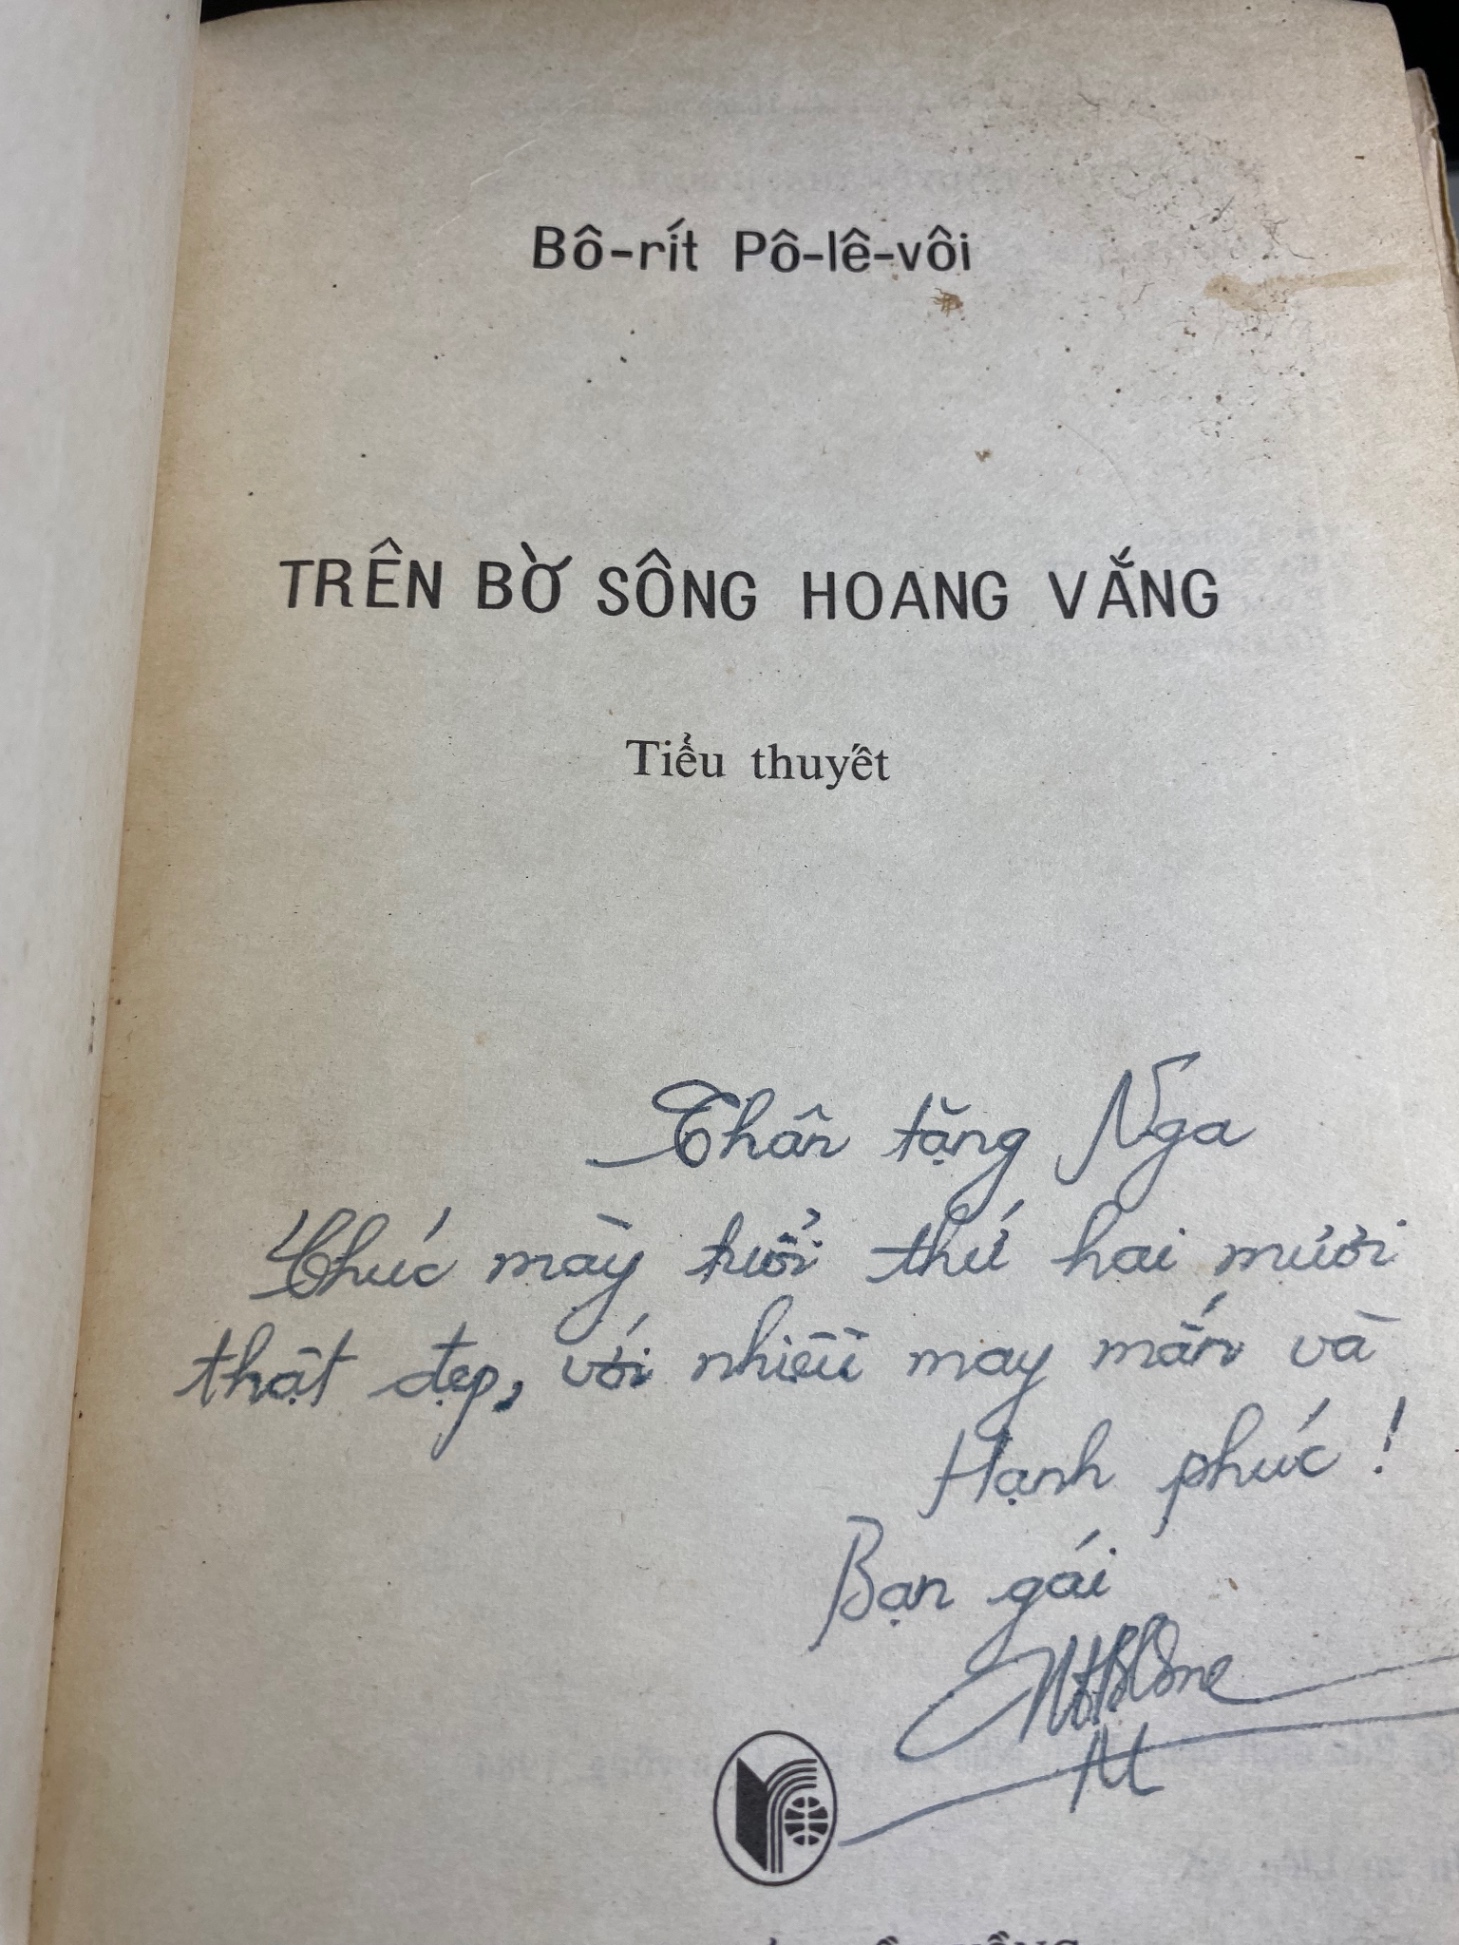 Bô-rít Pô-lê-vôi
TRÊN BỜ SÔNG HOANG VẮNG
Tiểu thuyết
Thân tặng Nga
Chúc mày tuổi thứ hai mươi
thật đẹp, với nhiều may mắn và
Hạnh phúc !
Bạn gái